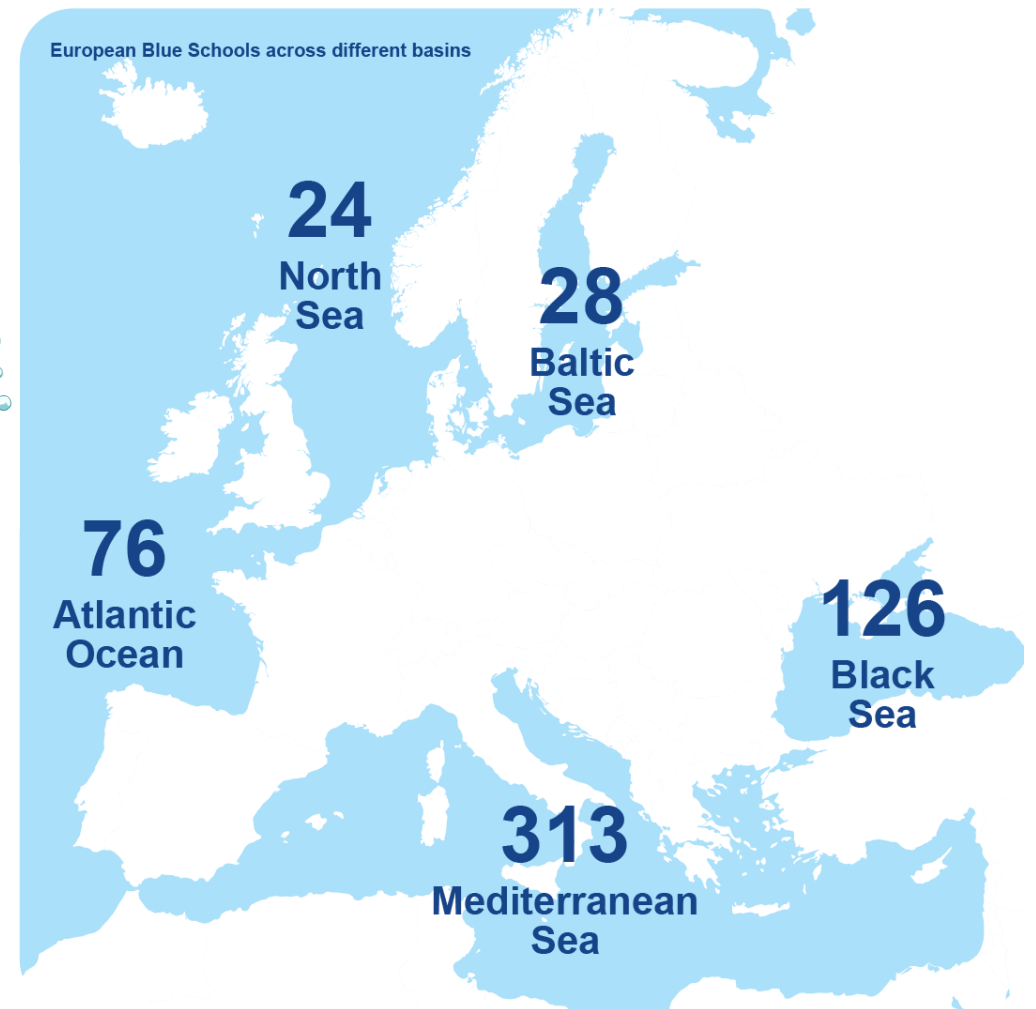 European Blue Schools across different basins
24
North
Sea
28
Baltic
Sea
76
Atlantic
Ocean
126
Black
Sea
313
Mediterranean
Sea